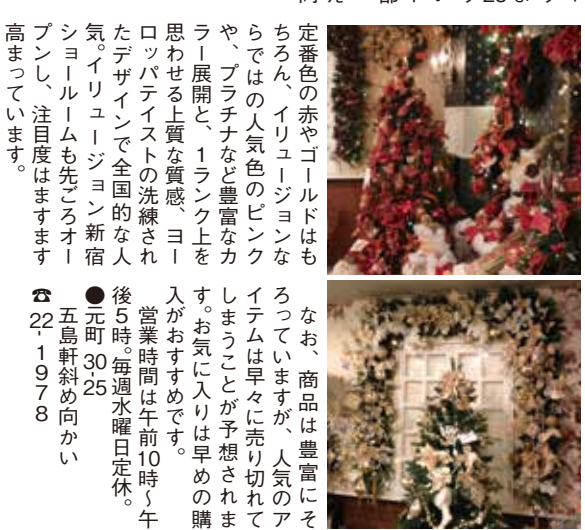 定番色の赤やゴールドはも
ちろん、イリュージョンな
らではの人気色のピンク
や、プラチナなど豊富なカ
ラー展開と、1ランク上を
思わせる上質な質感、ヨー
ロッパテイストの洗練され
たデザインで全国的な人
気。イリュージョン新宿
ショールームも先ごろオー
プンし、注目度はますます
高まっています。
なお、商品は豊富にそ
ろっていますが、人気のア
イテムは早々に売り切れて
しまうことが予想されま
す。お気に入りは早めの購
入がおすすめです。
営業時間は午前10時〜午
後5時。毎週水曜日定休。
●元町30-25
五島軒斜め向かい
☎22-1978